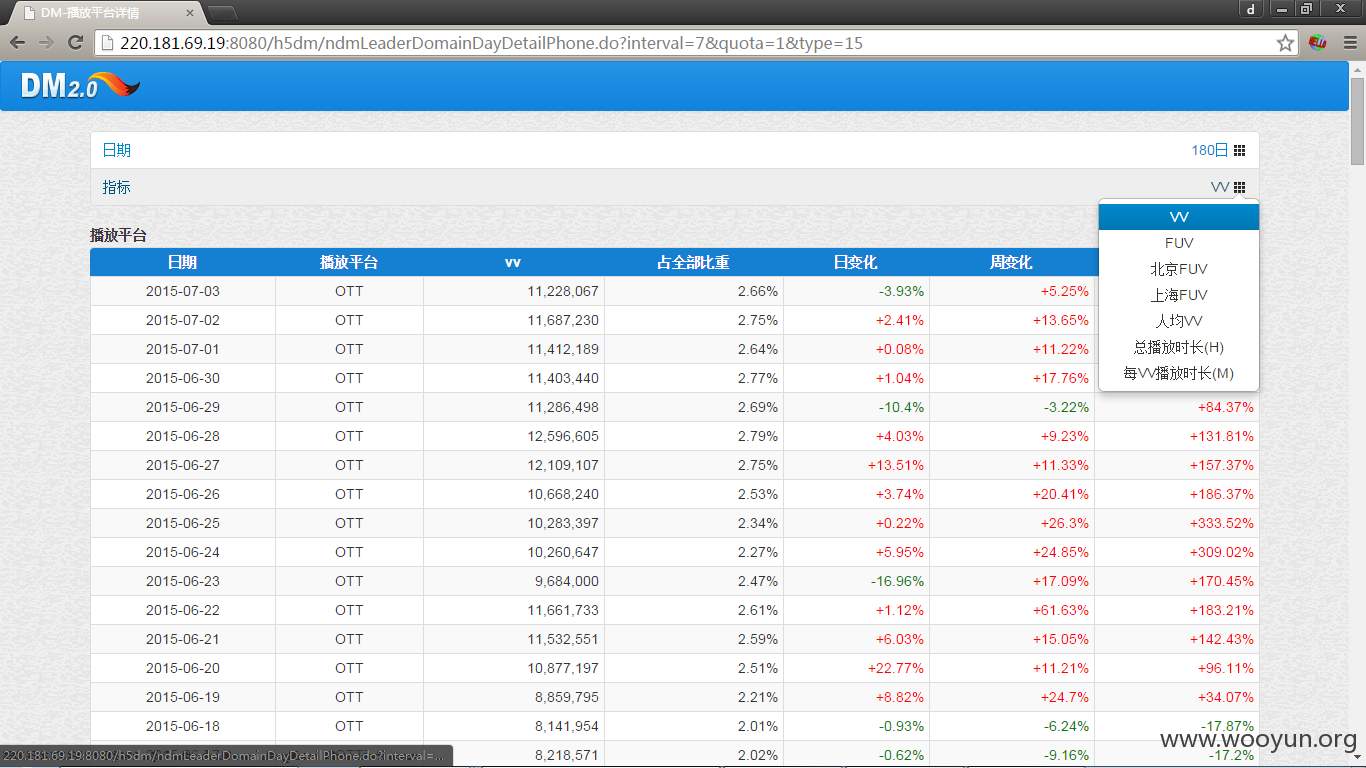 DM-播放平台详情
220.181.69.19:8080/h5dm/ndmLeaderDomainDayDetailPhone.do?interval=7&quota=1&type=15
DM2.0
日期 180日
指标 VV
VV
FUV
北京FUV
上海FUV
人均VV
总播放时长(H)
每VV播放时长(M)
播放平台
日期 播放平台 vv 占全部比重 日变化 周变化
2015-07-03 OTT 11,228,067 2.66% -3.93% +5.25%
2015-07-02 OTT 11,687,230 2.75% +2.41% +13.65%
2015-07-01 OTT 11,412,189 2.64% +0.08% +11.22%
2015-06-30 OTT 11,403,440 2.77% +1.04% +17.76%
2015-06-29 OTT 11,286,498 2.69% -10.4% -3.22% +84.37%
2015-06-28 OTT 12,596,605 2.79% +4.03% +9.23% +131.81%
2015-06-27 OTT 12,109,107 2.75% +13.51% +11.33% +157.37%
2015-06-26 OTT 10,668,240 2.53% +3.74% +20.41% +186.37%
2015-06-25 OTT 10,283,397 2.34% +0.22% +26.3% +333.52%
2015-06-24 OTT 10,260,647 2.27% +5.95% +24.85% +309.02%
2015-06-23 OTT 9,684,000 2.47% -16.96% +17.09% +170.45%
2015-06-22 OTT 11,661,733 2.61% +1.12% +61.63% +183.21%
2015-06-21 OTT 11,532,551 2.59% +6.03% +15.05% +142.43%
2015-06-20 OTT 10,877,197 2.51% +22.77% +11.21% +96.11%
2015-06-19 OTT 8,859,795 2.21% +8.82% +24.7% +34.07%
2015-06-18 OTT 8,141,954 2.01% -0.93% -6.24% -17.87%
8,218,571 2.02% -0.62% -9.16% -17.2%
220.181.69.19:8080/h5dm/ndmLeaderDomainDayDetailPhone.do?interval=...
www.wooyun.org